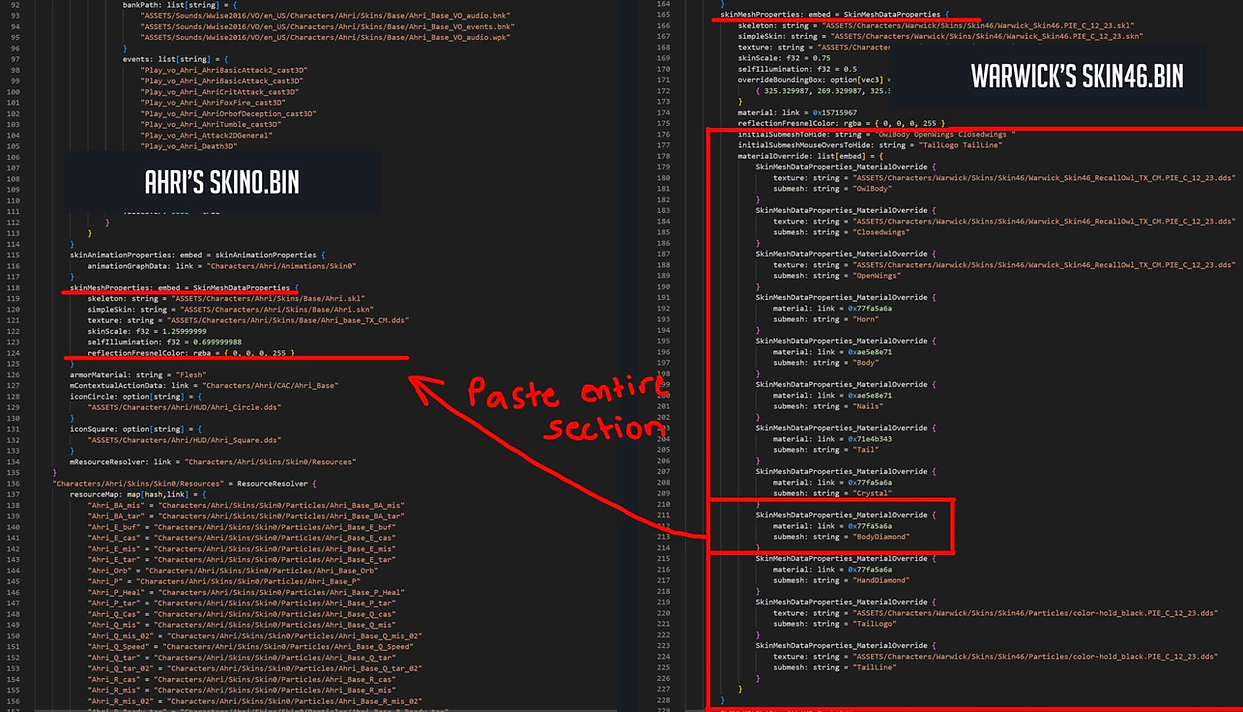 92 bankPath: list[string] = {
93 "ASSETS/Sounds/Wwise2016/VO/en_US/Characters/Ahri/Skins/Base/Ahri_Base_VO_audio.bnk"
94 "ASSETS/Sounds/Wwise2016/VO/en_US/Characters/Ahri/Skins/Base/Ahri_Base_VO_events.bnk"
95 "ASSETS/Sounds/Wwise2016/VO/en_US/Characters/Ahri/Skins/Base/Ahri_Base_VO_audio.wpk"
96 }
97 events: list[string] = {
98 "Play_vo_Ahri_AhriBasicAttack2_cast3D"
99 "Play_vo_Ahri_AhriBasicAttack_cast3D"
100 "Play_vo_Ahri_AhriCritAttack_cast3D"
101 "Play_vo_Ahri_AhriFoxFire_cast3D"
102 "Play_vo_Ahri_AhriOrbofDeception_cast3D"
103 "Play_vo_Ahri_AhriTumble_cast3D"
104 "Play_vo_Ahri_Attack2DGeneral"
105 "Play_vo_Ahri_Death3D"
106
107
108
109
110
AHRI'S SKIN0.BIN
111
112 }
113 }
114 }
115 skinAnimationProperties: embed = skinAnimationProperties {
116 animationGraphData: link = "Characters/Ahri/Animations/Skin0"
117 }
118 skinMeshProperties: embed = SkinMeshDataProperties {
119 skeleton: string = "ASSETS/Characters/Ahri/Skins/Base/Ahri.skl"
120 simpleSkin: string = "ASSETS/Characters/Ahri/Skins/Base/Ahri.skn"
121 texture: string = "ASSETS/Characters/Ahri/Skins/Base/Ahri_base_TX_CM.dds"
122 skinScale: f32 = 1.25999999
123 selfIllumination: f32 = 0.699999988
124 reflectionFresnelColor: rgba = { 0, 0, 0, 255 }
125 }
126 armorMaterial: string = "Flesh"
127 mContextualActionData: link = "Characters/Ahri/CAC/Ahri_Base"
128 iconCircle: option[string] = {
129 "ASSETS/Characters/Ahri/HUD/Ahri_Circle.dds"
130 }
131 iconSquare: option[string] = {
132 "ASSETS/Characters/Ahri/HUD/Ahri_Square.dds"
133 }
134 mResourceResolver: link = "Characters/Ahri/Skins/Skin0/Resources"
135 }
136 "Characters/Ahri/Skins/Skin0/Resources" = ResourceResolver {
137 resourceMap: map[hash,link] = {
138 "Ahri_BA_mis" = "Characters/Ahri/Skins/Skin0/Particles/Ahri_Base_BA_mis"
139 "Ahri_BA_tar" = "Characters/Ahri/Skins/Skin0/Particles/Ahri_Base_BA_tar"
140 "Ahri_E_buf" = "Characters/Ahri/Skins/Skin0/Particles/Ahri_Base_E_buf"
141 "Ahri_E_cas" = "Characters/Ahri/Skins/Skin0/Particles/Ahri_Base_E_cas"
142 "Ahri_E_mis" = "Characters/Ahri/Skins/Skin0/Particles/Ahri_Base_E_mis"
143 "Ahri_E_tar" = "Characters/Ahri/Skins/Skin0/Particles/Ahri_Base_E_tar"
144 "Ahri_Orb" = "Characters/Ahri/Skins/Skin0/Particles/Ahri_Base_Orb"
145 "Ahri_P" = "Characters/Ahri/Skins/Skin0/Particles/Ahri_Base_P"
146 "Ahri_P_Heal" = "Characters/Ahri/Skins/Skin0/Particles/Ahri_Base_P_Heal"
147 "Ahri_P_tar" = "Characters/Ahri/Skins/Skin0/Particles/Ahri_Base_P_tar"
148 "Ahri_Q_Cas" = "Characters/Ahri/Skins/Skin0/Particles/Ahri_Base_Q_cas"
149 "Ahri_Q_mis" = "Characters/Ahri/Skins/Skin0/Particles/Ahri_Base_Q_mis"
150 "Ahri_Q_mis_02" = "Characters/Ahri/Skins/Skin0/Particles/Ahri_Base_Q_mis_02"
151 "Ahri_Q_Speed" = "Characters/Ahri/Skins/Skin0/Particles/Ahri_Base_Q_Speed"
152 "Ahri_Q_tar" = "Characters/Ahri/Skins/Skin0/Particles/Ahri_Base_Q_tar"
153 "Ahri_Q_tar_02" = "Characters/Ahri/Skins/Skin0/Particles/Ahri_Base_Q_tar_02"
154 "Ahri_R_cas" = "Characters/Ahri/Skins/Skin0/Particles/Ahri_Base_R_cas"
155 "Ahri_R_mis" = "Characters/Ahri/Skins/Skin0/Particles/Ahri_Base_R_mis"
156 "Ahri_R_mis_02" = "Characters/Ahri/Skins/Skin0/Particles/Ahri_Base_R_mis_02"
Paste entire
section
164 }
165 skinMeshProperties: embed = SkinMeshDataProperties {
166 skeleton: string = "ASSETS/Characters/Warwick/Skins/Skin46/Warwick_Skin46.PIE_C_12_23.skl"
167 simpleSkin: string = "ASSETS/Characters/Warwick/Skins/Skin46/Warwick_Skin46.PIE_C_12_23.skn"
168 texture: string = "ASSETS/Character
169 skinScale: f32 = 0.75
170 selfIllumination: f32 = 0.5
171 overrideBoundingBox: option[vec3] =
172 { 325.329987, 269.329987, 325.3
WARWICK'S SKIN46.BIN
173 }
174 material: link = 0x15715967
175 reflectionFresnelColor: rgba = { 0, 0, 0, 255 }
176 initialSubmeshToHide: string = "OwlBody OpenWings Closedwings "
177 initialSubmeshMouseOversToHide: string = "TailLogo TailLine"
178 materialOverride: list[embed] = {
179 SkinMeshDataProperties_MaterialOverride {
180 texture: string = "ASSETS/Characters/Warwick/Skins/Skin46/Warwick_Skin46_RecallOwl_TX_CM.PIE_C_12_23.dds"
181 submesh: string = "OwlBody"
182 }
183 SkinMeshDataProperties_MaterialOverride {
184 texture: string = "ASSETS/Characters/Warwick/Skins/Skin46/Warwick_Skin46_RecallOwl_TX_CM.PIE_C_12_23.dds"
185 submesh: string = "Closedwings"
186 }
187 SkinMeshDataProperties_MaterialOverride {
188 texture: string = "ASSETS/Characters/Warwick/Skins/Skin46/Warwick_Skin46_RecallOwl_TX_CM.PIE_C_12_23.dds"
189 submesh: string = "OpenWings"
190 }
191 SkinMeshDataProperties_MaterialOverride {
192 material: link = 0x77fa5a6a
193 submesh: string = "Horn"
194 }
195 SkinMeshDataProperties_MaterialOverride {
196 material: link = 0xae5e8e71
197 submesh: string = "Body"
198 }
199 SkinMeshDataProperties_MaterialOverride {
200 material: link = 0xae5e8e71
201 submesh: string = "Nails"
202 }
203 SkinMeshDataProperties_MaterialOverride {
204 material: link = 0x71e4b343
205 submesh: string = "Tail"
206 }
207 SkinMeshDataProperties_MaterialOverride {
208 material: link = 0x77fa5a6a
209 submesh: string = "Crystal"
210 }
211 SkinMeshDataProperties_MaterialOverride {
212 material: link = 0x77fa5a6a
213 submesh: string = "BodyDiamond"
214 }
215 SkinMeshDataProperties_MaterialOverride {
216 material: link = 0x77fa5a6a
217 submesh: string = "HandDiamond"
218 }
219 SkinMeshDataProperties_MaterialOverride {
220 texture: string = "ASSETS/Characters/Warwick/Skins/Skin46/Particles/color-hold_black.PIE_C_12_23.dds"
221 submesh: string = "TailLogo"
222 }
223 SkinMeshDataProperties_MaterialOverride {
224 texture: string = "ASSETS/Characters/Warwick/Skins/Skin46/Particles/color-hold_black.PIE_C_12_23.dds"
225 submesh: string = "TailLine"
226 }
227 }
228 }